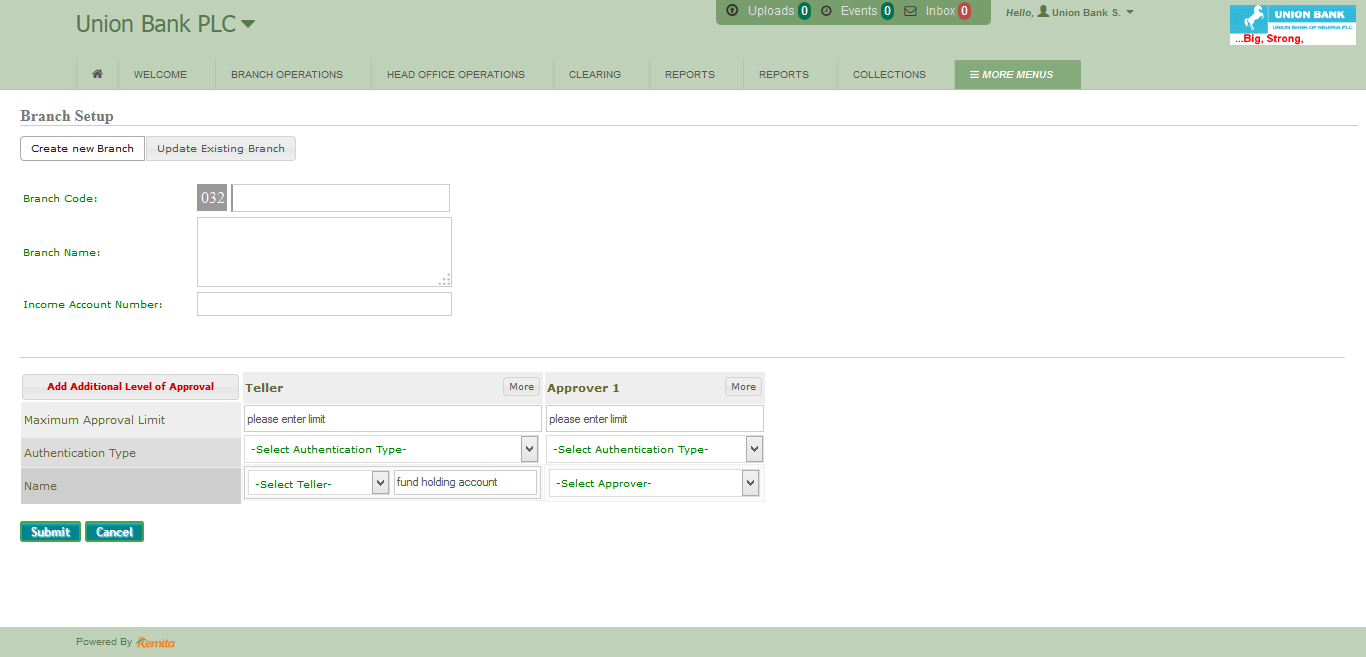 Union Bank PLC
Uploads 0 Events 0 Inbox 0
Hello, Union Bank S.
UNION BANK
UNION BANK OF NIGERIA PLC
...Big, Strong,
WELCOME BRANCH OPERATIONS HEAD OFFICE OPERATIONS CLEARING REPORTS REPORTS COLLECTIONS MORE MENUS
Branch Setup
Create new Branch Update Existing Branch
Branch Code: 032
Branch Name:
Income Account Number:
Add Additional Level of Approval Teller More Approver 1 More
Maximum Approval Limit please enter limit please enter limit
Authentication Type -Select Authentication Type- -Select Authentication Type-
Name -Select Teller- fund holding account -Select Approver-
Submit Cancel
Powered By Remita